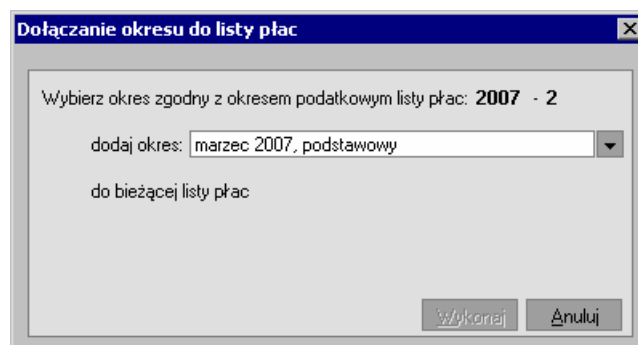 Dołączanie okresu do listy płac
Wybierz okres zgodny z okresem podatkowym listy płac: 2007 - 2
dodaj okres: marzec 2007, podstawowy
do bieżącej listy płac
Wykonaj Anuluj